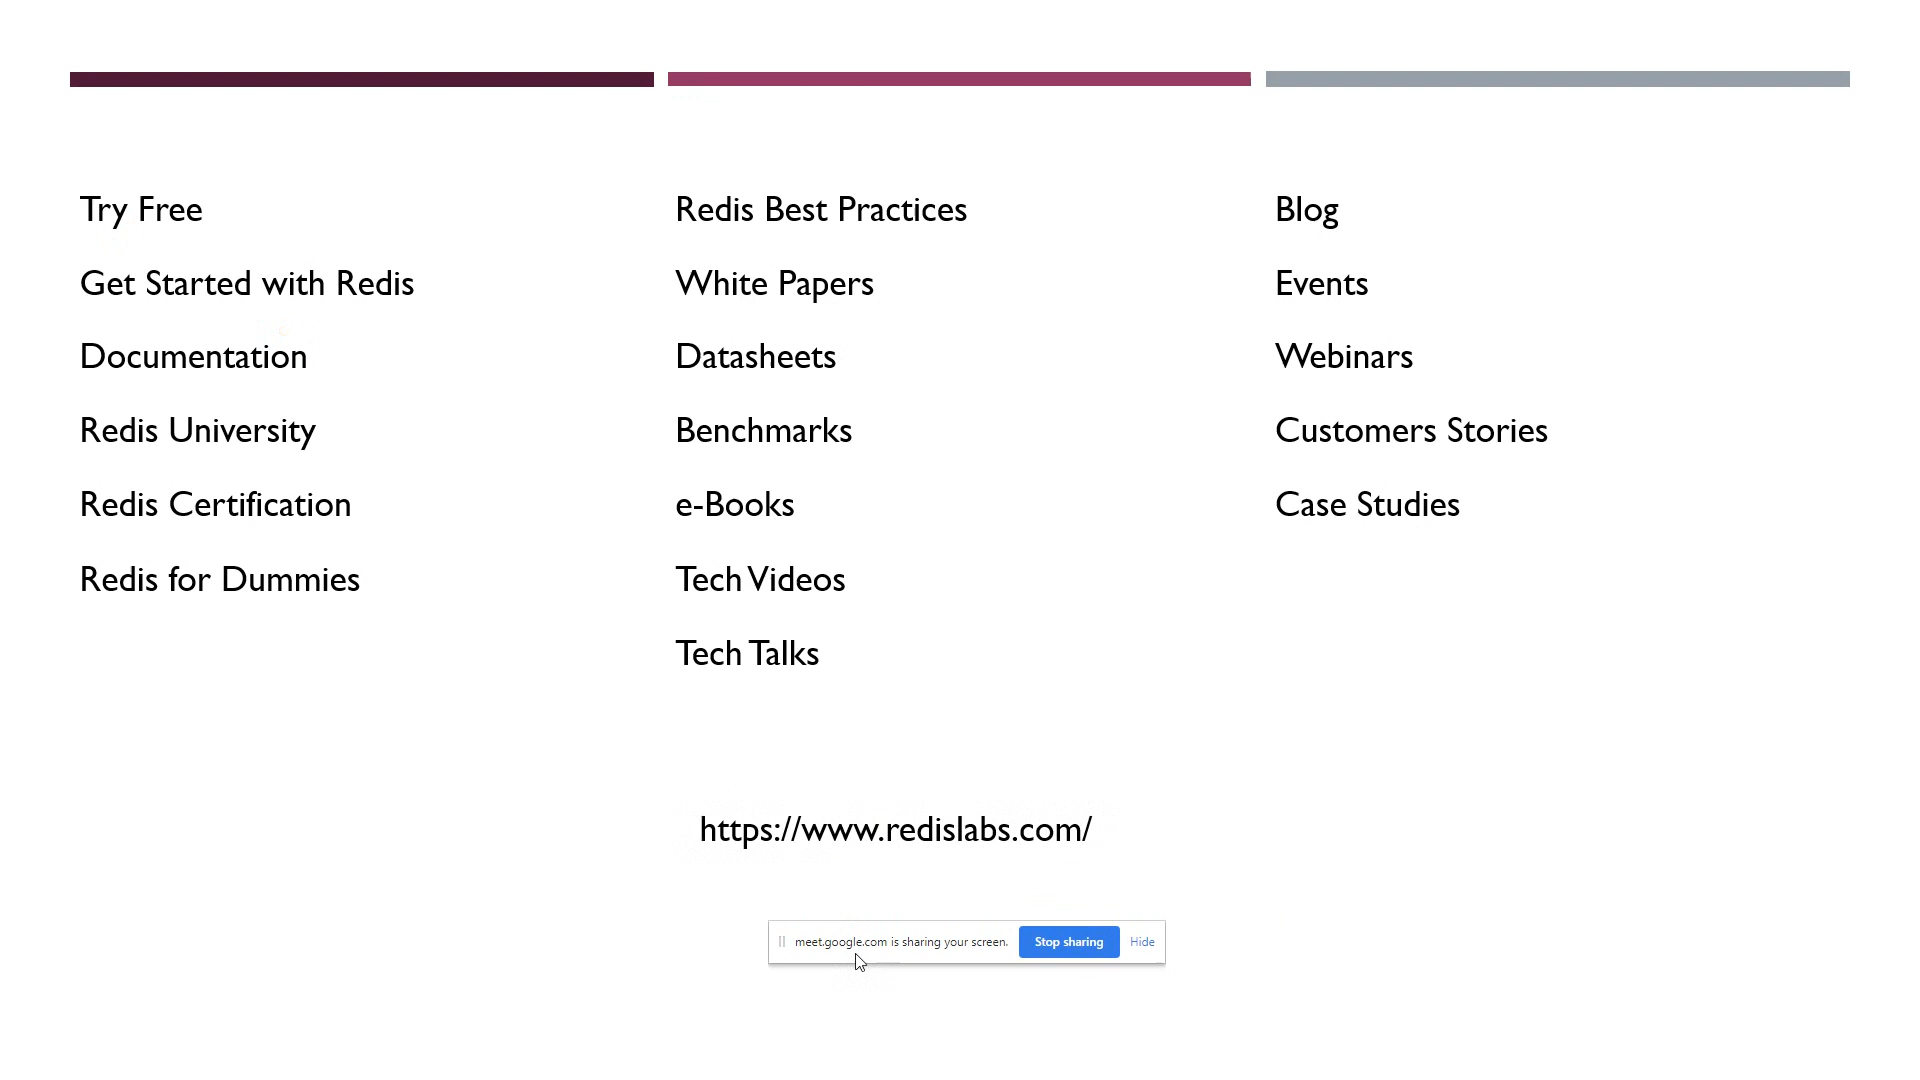 Try Free
Get Started with Redis
Documentation
Redis University
Redis Certification
Redis for Dummies
Redis Best Practices
White Papers
Datasheets
Benchmarks
e-Books
Tech Videos
Tech Talks
Blog
Events
Webinars
Customers Stories
Case Studies
https://www.redislabs.com/
meet.google.com is sharing your screen. Stop sharing Hide